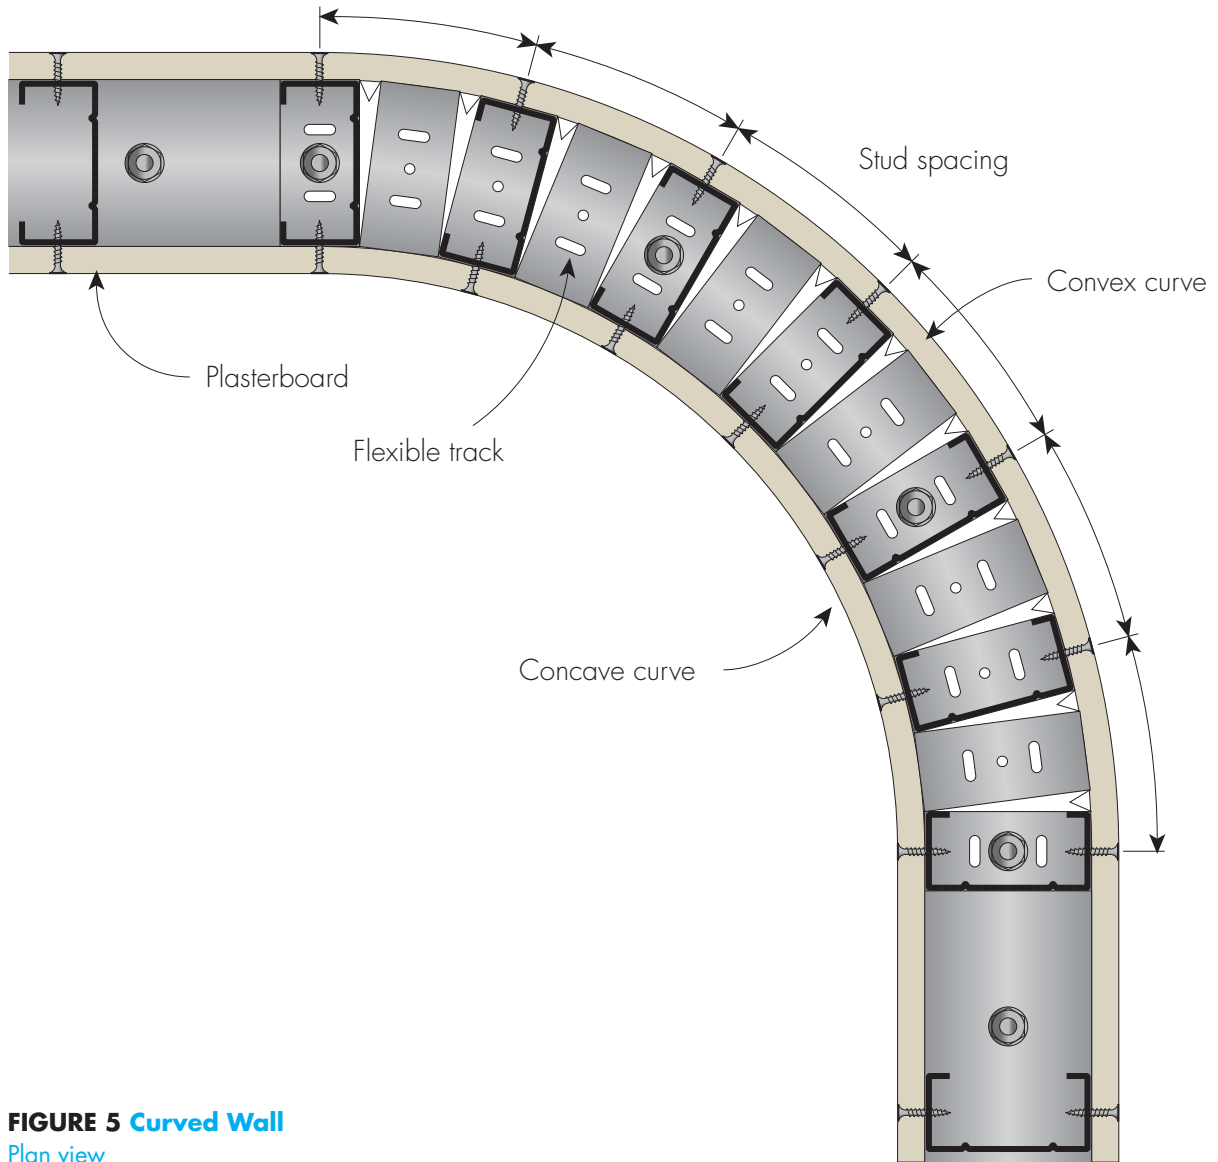 Stud spacing
Convex curve
Plasterboard
Flexible track
Concave curve
FIGURE 5 Curved Wall
Plan view